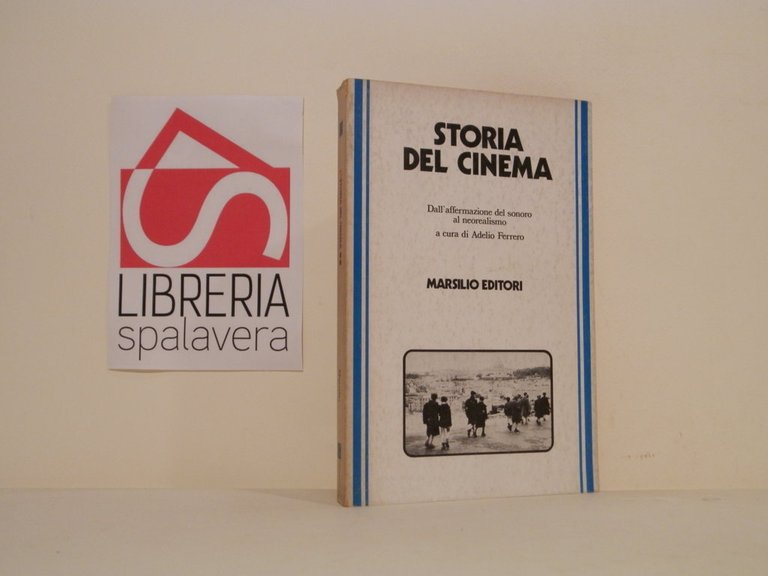 LIBRERIA
spalavera
STORIA
DEL CINEMA
Dall'affermazione del sonoro
al neorealismo
a cura di Adelio Ferrero
MARSILIO EDITORI